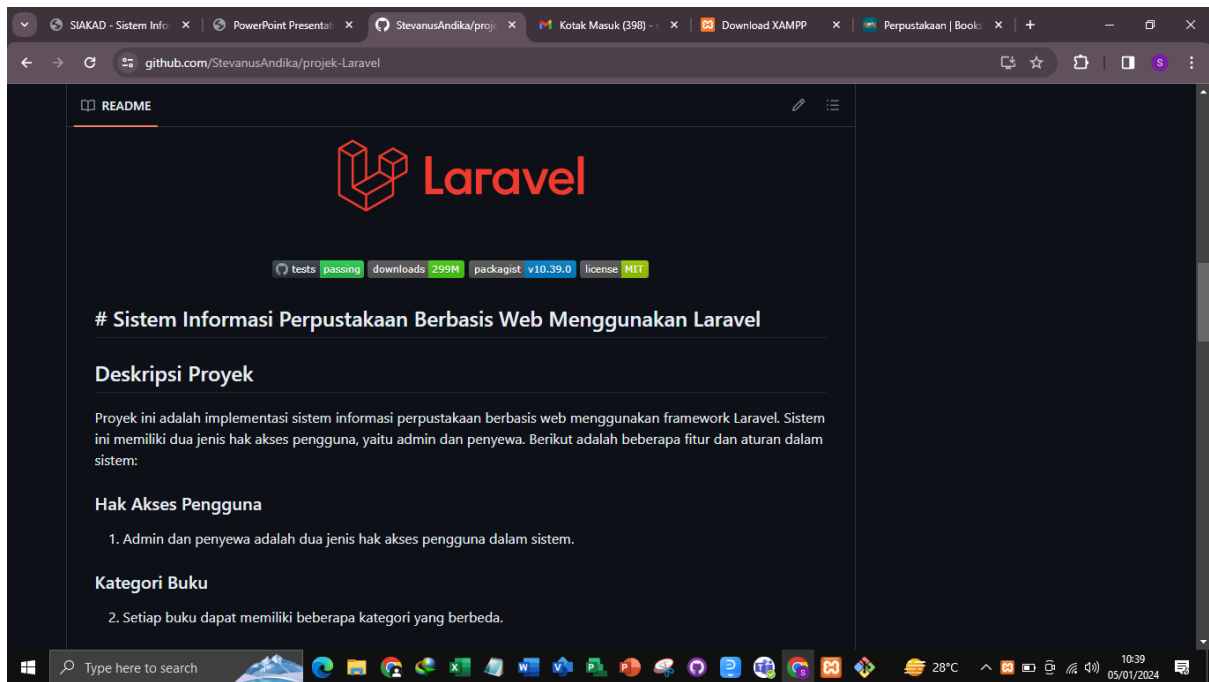 SIAKAD - Sistem Info
PowerPoint Presentat
StevanusAndika/proje
Kotak Masuk (398) - s
Download XAMPP
Perpustakaan | Books
github.com/StevanusAndika/projek-Laravel
S
README
Laravel
tests passing
downloads 299M
packagist v10.39.0
license MIT
# Sistem Informasi Perpustakaan Berbasis Web Menggunakan Laravel
Deskripsi Proyek
Proyek ini adalah implementasi sistem informasi perpustakaan berbasis web menggunakan framework Laravel. Sistem
ini memiliki dua jenis hak akses pengguna, yaitu admin dan penyewa. Berikut adalah beberapa fitur dan aturan dalam
sistem:
Hak Akses Pengguna
1. Admin dan penyewa adalah dua jenis hak akses pengguna dalam sistem.
Kategori Buku
2. Setiap buku dapat memiliki beberapa kategori yang berbeda.
Type here to search
28°C
10:39
05/01/2024